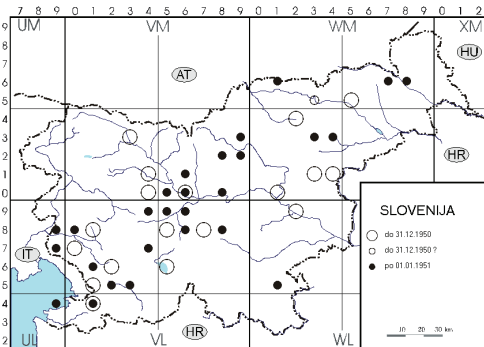 UM VM WM XM
7 8 9 0 1 2 3 4 5 6 7 8 9 0 1 2 3 4 5 6 7 8 9 0 1 2
9
8
7
6
5
4
3
2
1
0
9
8
7
6
5
4
3
2
AT
HU
HR
IT
HR
UL VL WL
SLOVENIJA
do 31.12.1950
do 31.12.1950 ?
po 01.01.1951
10 20 30 km